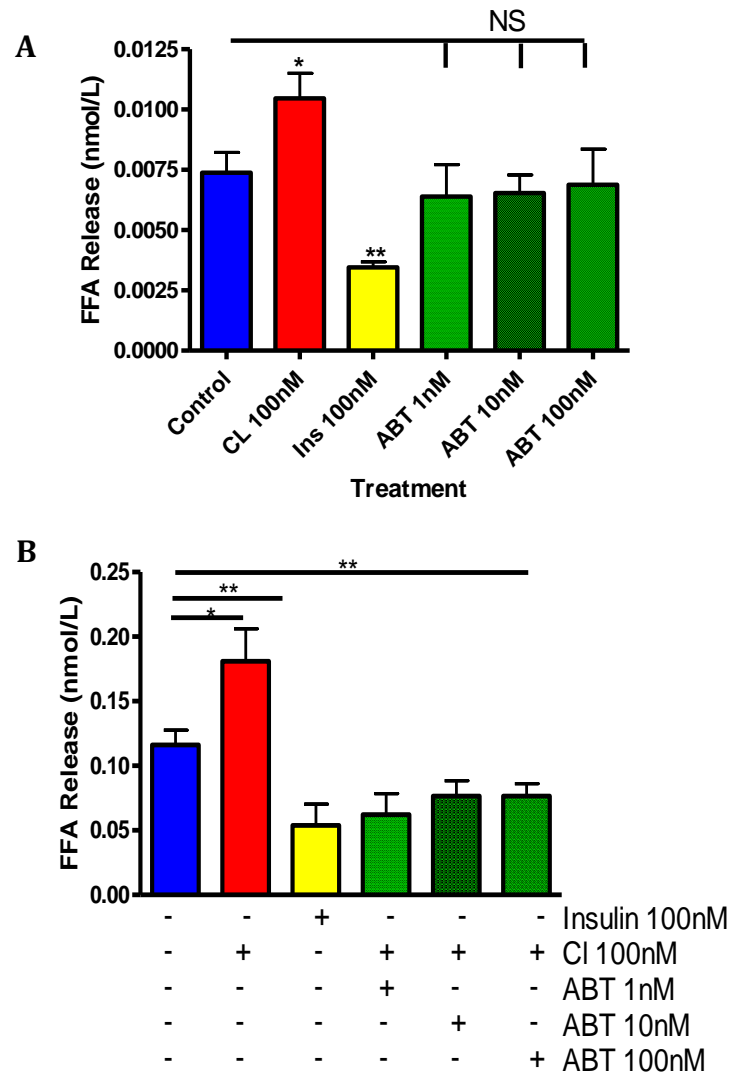 A
NS
0.0125
0.0100
0.0075
0.0050
0.0025
0.0000
FFA Release (nmol/L)
*
**
Control
CL 100nM
Ins 100nM
ABT 1nM
ABT 10nM
ABT 100nM
Treatment
B
0.25
0.20
0.15
0.10
0.05
0.00
FFA Release (nmol/L)
**
**
*
- - + - - - Insulin 100nM
- + - + + + Cl 100nM
- - - + - - ABT 1nM
- - - - + - ABT 10nM
- - - - - + ABT 100nM